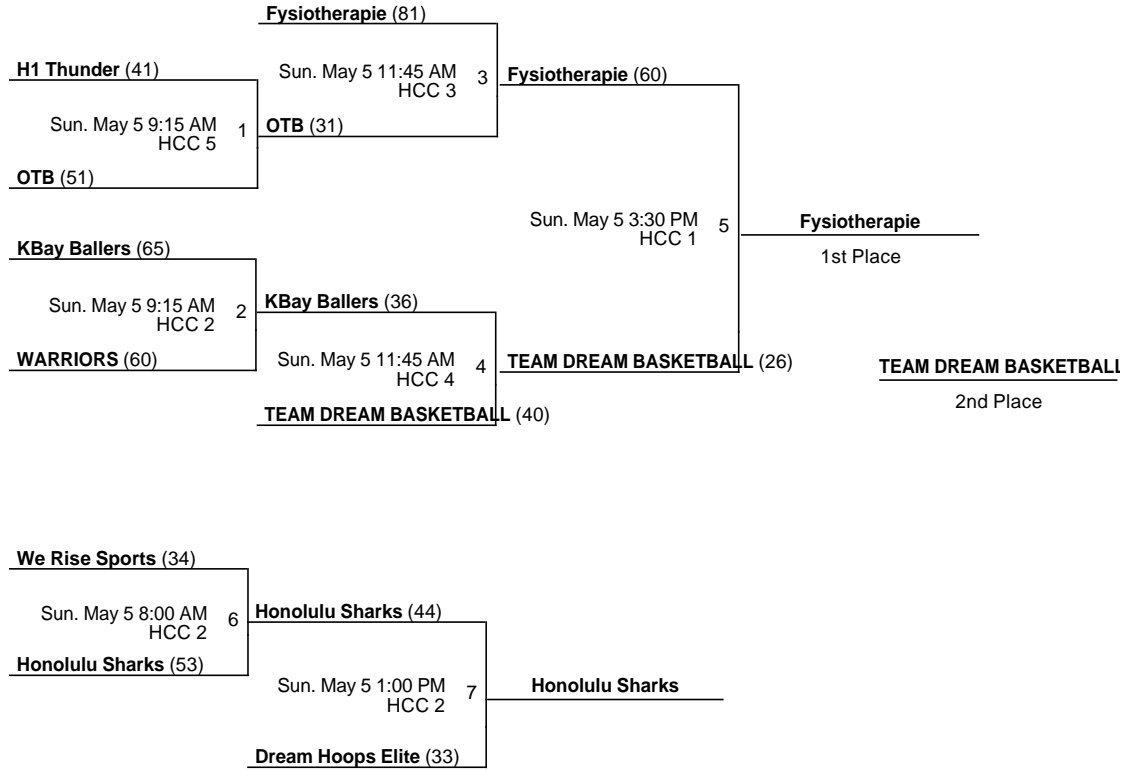 Fysiotherapie (81)
H1 Thunder (41)
Sun. May 5 11:45 AM
HCC 3
3
Fysiotherapie (60)
Sun. May 5 9:15 AM
HCC 5
1
OTB (31)
OTB (51)
Sun. May 5 3:30 PM
HCC 1
5
Fysiotherapie
1st Place
KBay Ballers (65)
Sun. May 5 9:15 AM
HCC 2
2
KBay Ballers (36)
WARRIORS (60)
Sun. May 5 11:45 AM
HCC 4
4
TEAM DREAM BASKETBALL (26)
TEAM DREAM BASKETBALL
2nd Place
TEAM DREAM BASKETBALL (40)
We Rise Sports (34)
Sun. May 5 8:00 AM
HCC 2
6
Honolulu Sharks (44)
Honolulu Sharks (53)
Sun. May 5 1:00 PM
HCC 2
7
Honolulu Sharks
Dream Hoops Elite (33)